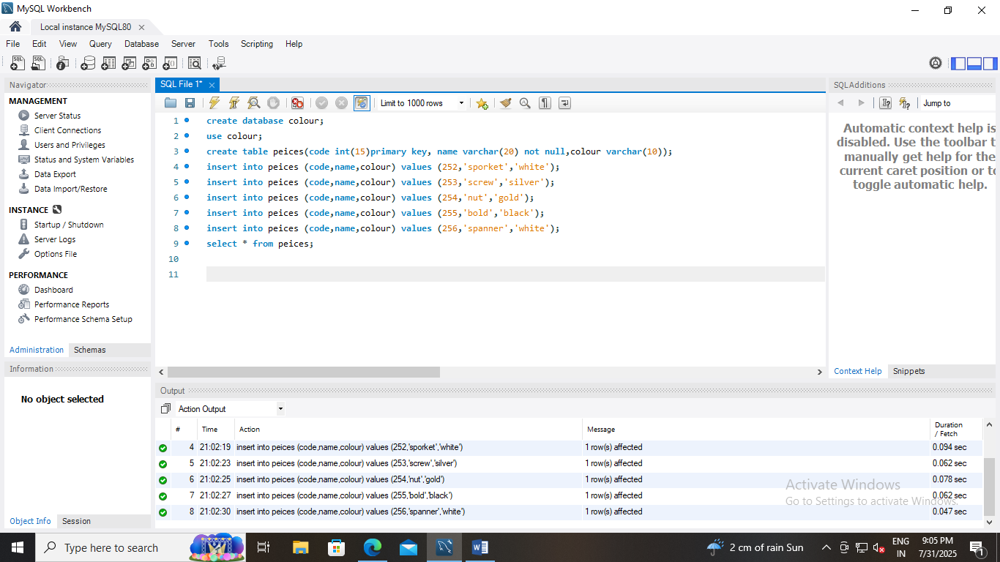 MySQL Workbench
Local instance MySQL80
File Edit View Query Database Server Tools Scripting Help
Navigator
MANAGEMENT
Server Status
Client Connections
Users and Privileges
Status and System Variables
Data Export
Data Import/Restore
INSTANCE
Startup / Shutdown
Server Logs
Options File
PERFORMANCE
Dashboard
Performance Reports
Performance Schema Setup
Administration Schemas
Information
No object selected
Object Info Session
SQL File 1*
Limit to 1000 rows
1 create database colour;
2 use colour;
3 create table peices(code int(15)primary key, name varchar(20) not null,colour varchar(10));
4 insert into peices (code,name,colour) values (252,'sporket','white');
5 insert into peices (code,name,colour) values (253,'screw','silver');
6 insert into peices (code,name,colour) values (254,'nut','gold');
7 insert into peices (code,name,colour) values (255,'bold','black');
8 insert into peices (code,name,colour) values (256,'spanner','white');
9 select * from peices;
10
11
SQLAdditions
Jump to
Automatic context help is
disabled. Use the toolbar t
manually get help for the
current caret position or to
toggle automatic help.
Context Help Snippets
Output
Action Output
# Time Action Message Duration / Fetch
4 21:02:19 insert into peices (code,name,colour) values (252,'sporket','white') 1 row(s) affected 0.094 sec
5 21:02:23 insert into peices (code,name,colour) values (253,'screw','silver') 1 row(s) affected 0.062 sec
6 21:02:25 insert into peices (code,name,colour) values (254,'nut','gold') 1 row(s) affected 0.078 sec
7 21:02:27 insert into peices (code,name,colour) values (255,'bold','black') 1 row(s) affected 0.062 sec
8 21:02:30 insert into peices (code,name,colour) values (256,'spanner','white') 1 row(s) affected 0.047 sec
Activate Windows
Go to Settings to activate Windows.
Type here to search
2 cm of rain Sun
ENG
IN
9:05 PM
7/31/2025
1